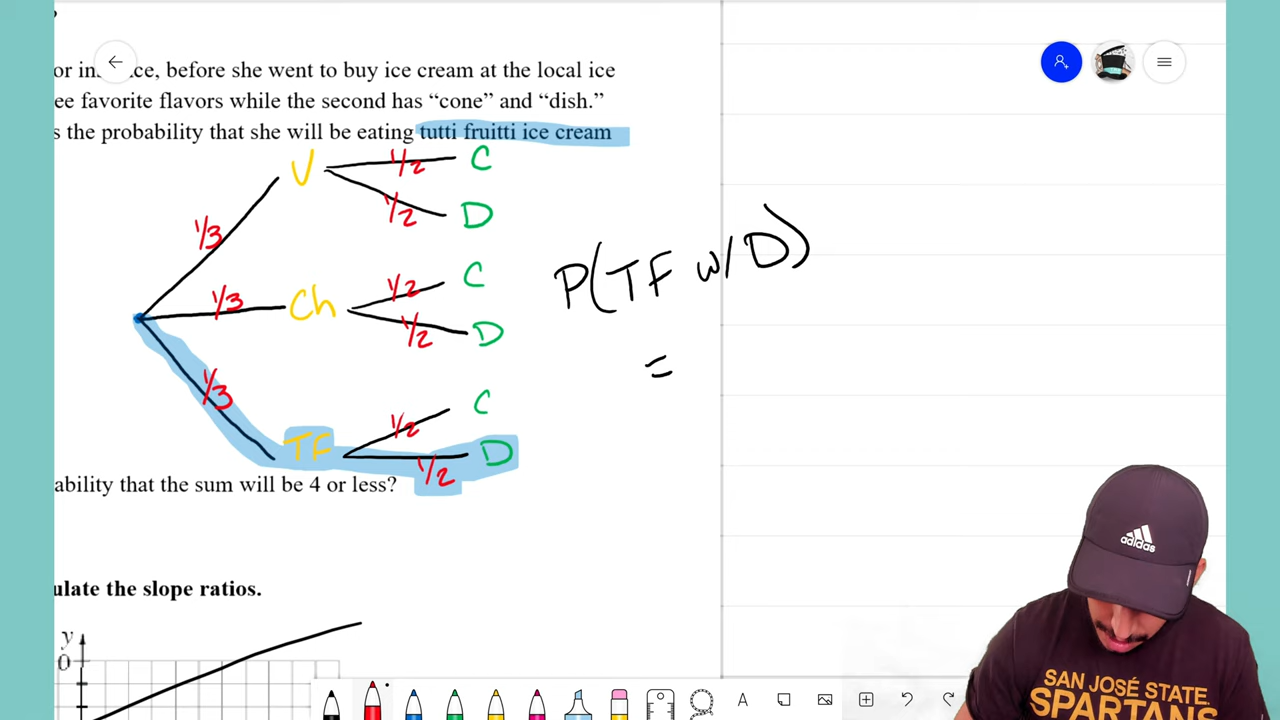 or in ce, before she went to buy ice cream at the local ice
ee favorite flavors while the second has “cone” and “dish.”
s the probability that she will be eating tutti fruitti ice cream
V
1/2
C
1/2
D
1/3
1/3
Ch
1/2
C
1/2
D
1/3
TF
1/2
C
1/2
D
P(TF w/ D)
=
ability that the sum will be 4 or less?
ulate the slope ratios.
y
0
A
adidas
SAN JOSÉ STATE.
SPARTANS